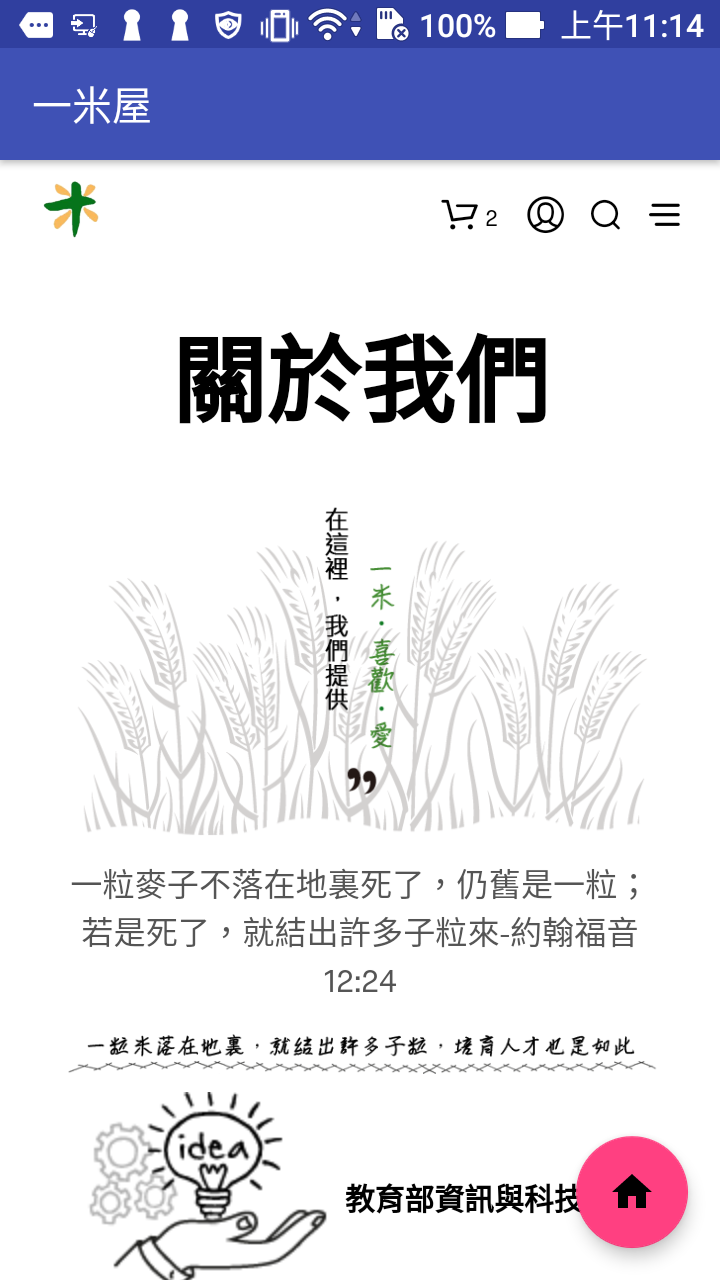 100% 上午11:14
一米屋
2
關於我們
在這裡，我們提供
一米·喜歡·愛
”
一粒麥子不落在地裏死了，仍舊是一粒；
若是死了，就結出許多子粒來-約翰福音
12:24
一粒米落在地裏，就结出許多子粒，培育人才也是如此
idea
教育部資訊與科技